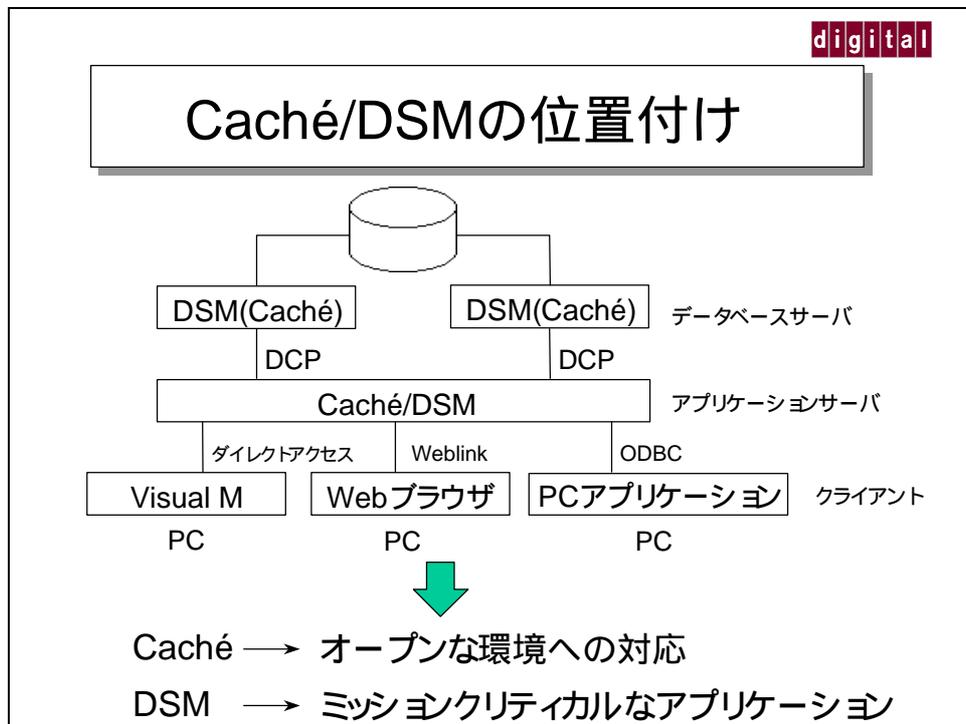 digital
Caché/DSMの位置付け
DSM(Caché)
DSM(Caché)
データベースサーバ
DCP
DCP
Caché/DSM
アプリケーションサーバ
ダイレクトアクセス
Weblink
ODBC
Visual M
Webブラウザ
PCアプリケーション
クライアント
PC
PC
PC
Caché → オープンな環境への対応
DSM → ミッションクリティカルなアプリケーション